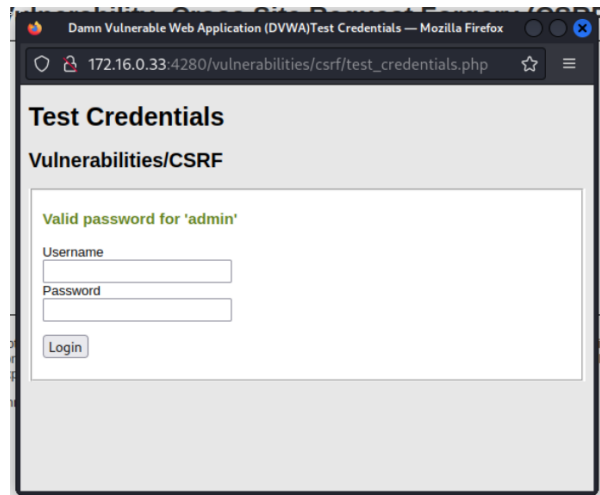 Damn Vulnerable Web Application (DVWA)Test Credentials — Mozilla Firefox
172.16.0.33:4280/vulnerabilities/csrf/test_credentials.php
Test Credentials
Vulnerabilities/CSRF
Valid password for 'admin'
Username
Password
Login